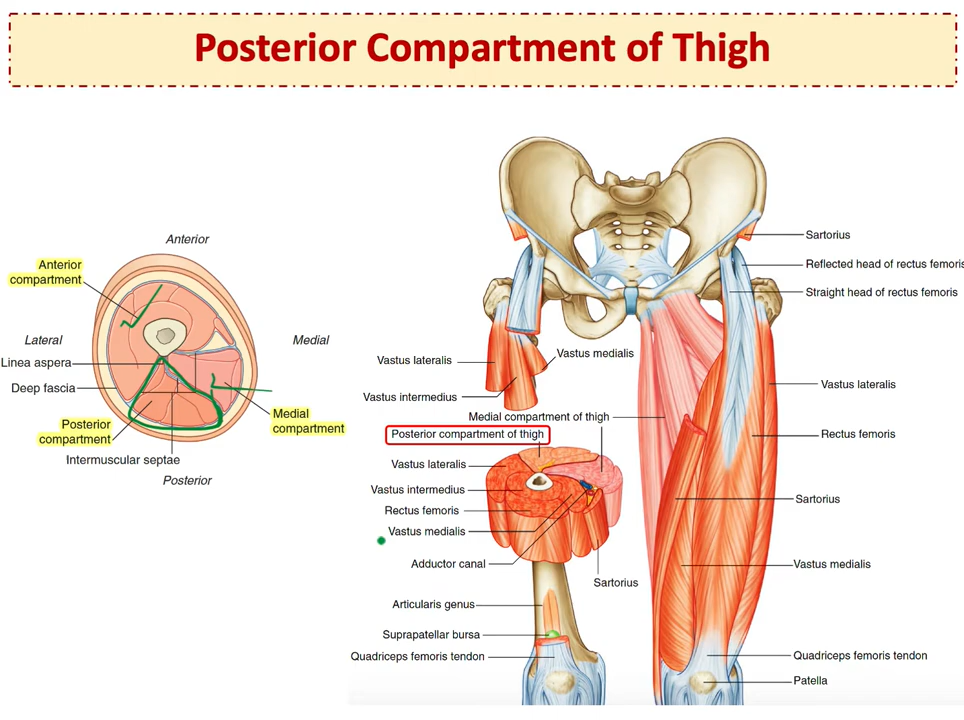 Posterior Compartment of Thigh
Anterior
Anterior
compartment
Lateral
Medial
Linea aspera
Deep fascia
Posterior
compartment
Medial
compartment
Intermuscular septae
Posterior
Sartorius
Reflected head of rectus femoris
Straight head of rectus femoris
Vastus lateralis
Vastus medialis
Vastus intermedius
Medial compartment of thigh
Posterior compartment of thigh
Vastus lateralis
Vastus intermedius
Rectus femoris
Vastus medialis
Adductor canal
Sartorius
Articularis genus
Suprapatellar bursa
Quadriceps femoris tendon
Vastus lateralis
Rectus femoris
Sartorius
Vastus medialis
Quadriceps femoris tendon
Patella